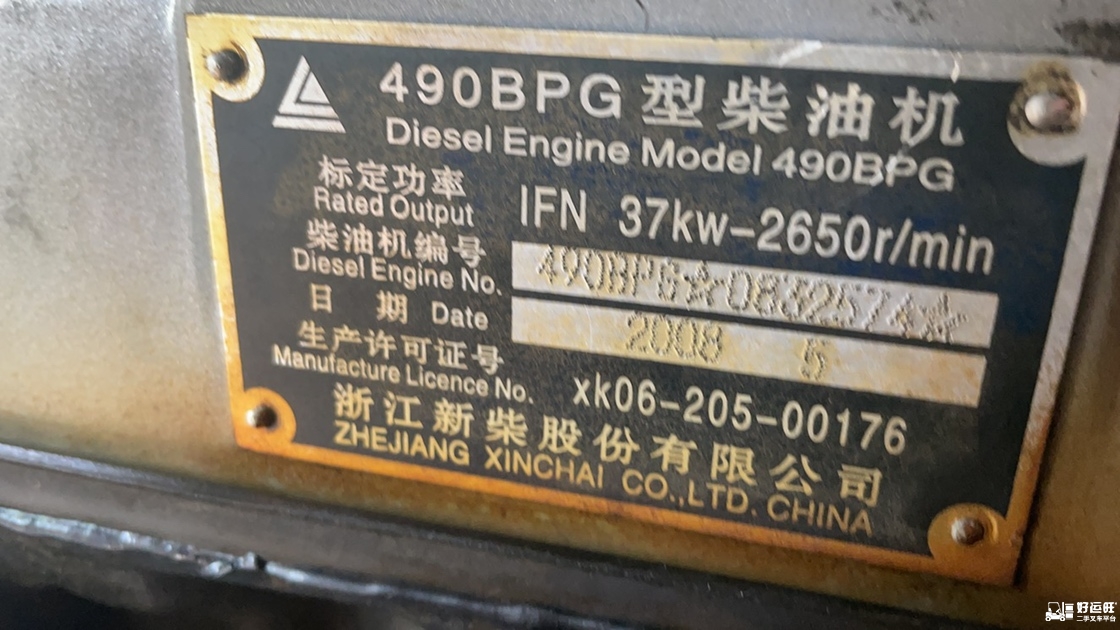 490BPG型柴油机
Diesel Engine Model 490BPG
标定功率 IFN 37kw-2650r/min
Rated Output
柴油机编号 490BPG☆08325744☆
Diesel Engine No.
日 期 Date 2008 5
生产许可证号 xk06-205-00176
Manufacture Licence No.
浙江新柴股份有限公司
ZHEJIANG XINCHAI CO.,LTD. CHINA
好运旺
二手叉车平台